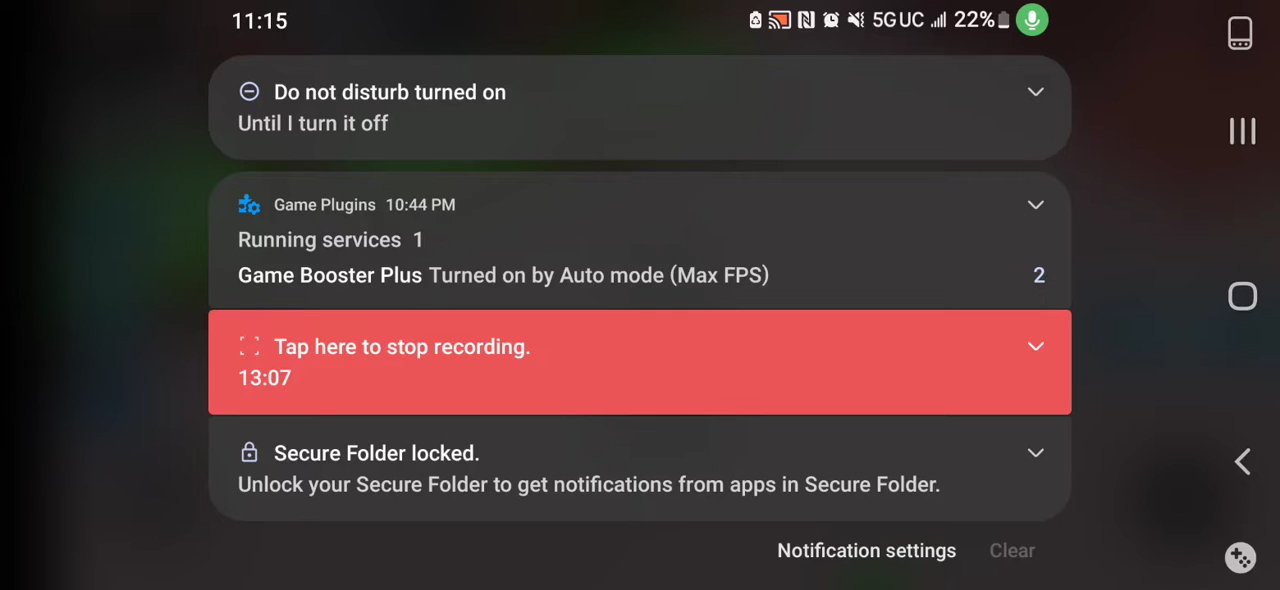 11:15 5GUC 22%
Do not disturb turned on
Until I turn it off
Game Plugins 10:44 PM
Running services 1
Game Booster Plus Turned on by Auto mode (Max FPS) 2
Tap here to stop recording.
13:07
Secure Folder locked.
Unlock your Secure Folder to get notifications from apps in Secure Folder.
Notification settings Clear